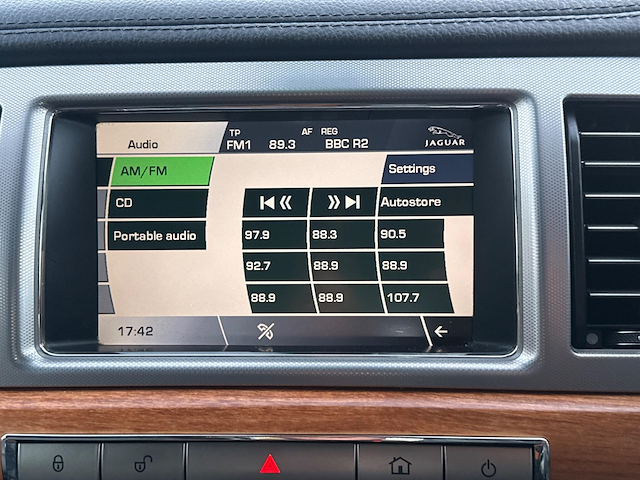 Audio TP FM1 89.3 AF REG BBC R2 JAGUAR
AM/FM Settings
CD Autostore
Portable audio 97.9 88.3 90.5
92.7 88.9 88.9
88.9 88.9 107.7
17:42